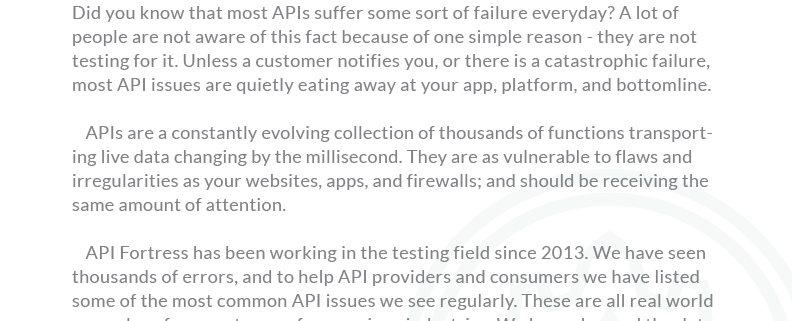 Did you know that most APIs suffer some sort of failure everyday? A lot of
people are not aware of this fact because of one simple reason - they are not
testing for it. Unless a customer notifies you, or there is a catastrophic failure,
most API issues are quietly eating away at your app, platform, and bottomline.
APIs are a constantly evolving collection of thousands of functions transport-
ing live data changing by the millisecond. They are as vulnerable to flaws and
irregularities as your websites, apps, and firewalls; and should be receiving the
same amount of attention.
API Fortress has been working in the testing field since 2013. We have seen
thousands of errors, and to help API providers and consumers we have listed
some of the most common API issues we see regularly. These are all real world